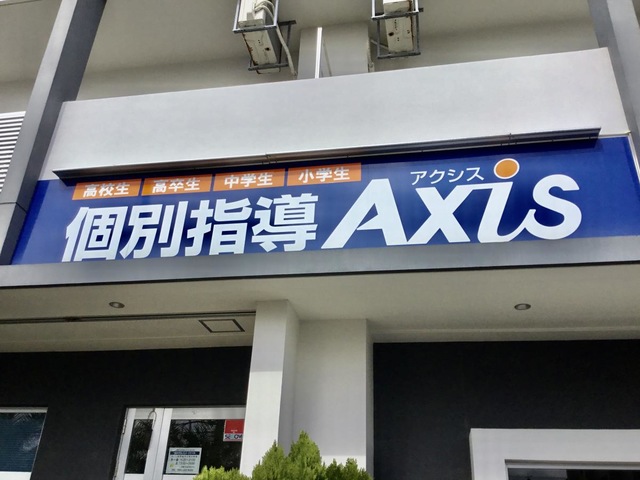 高校生 高卒生 中学生 小学生
アクシス
個別指導 Axis